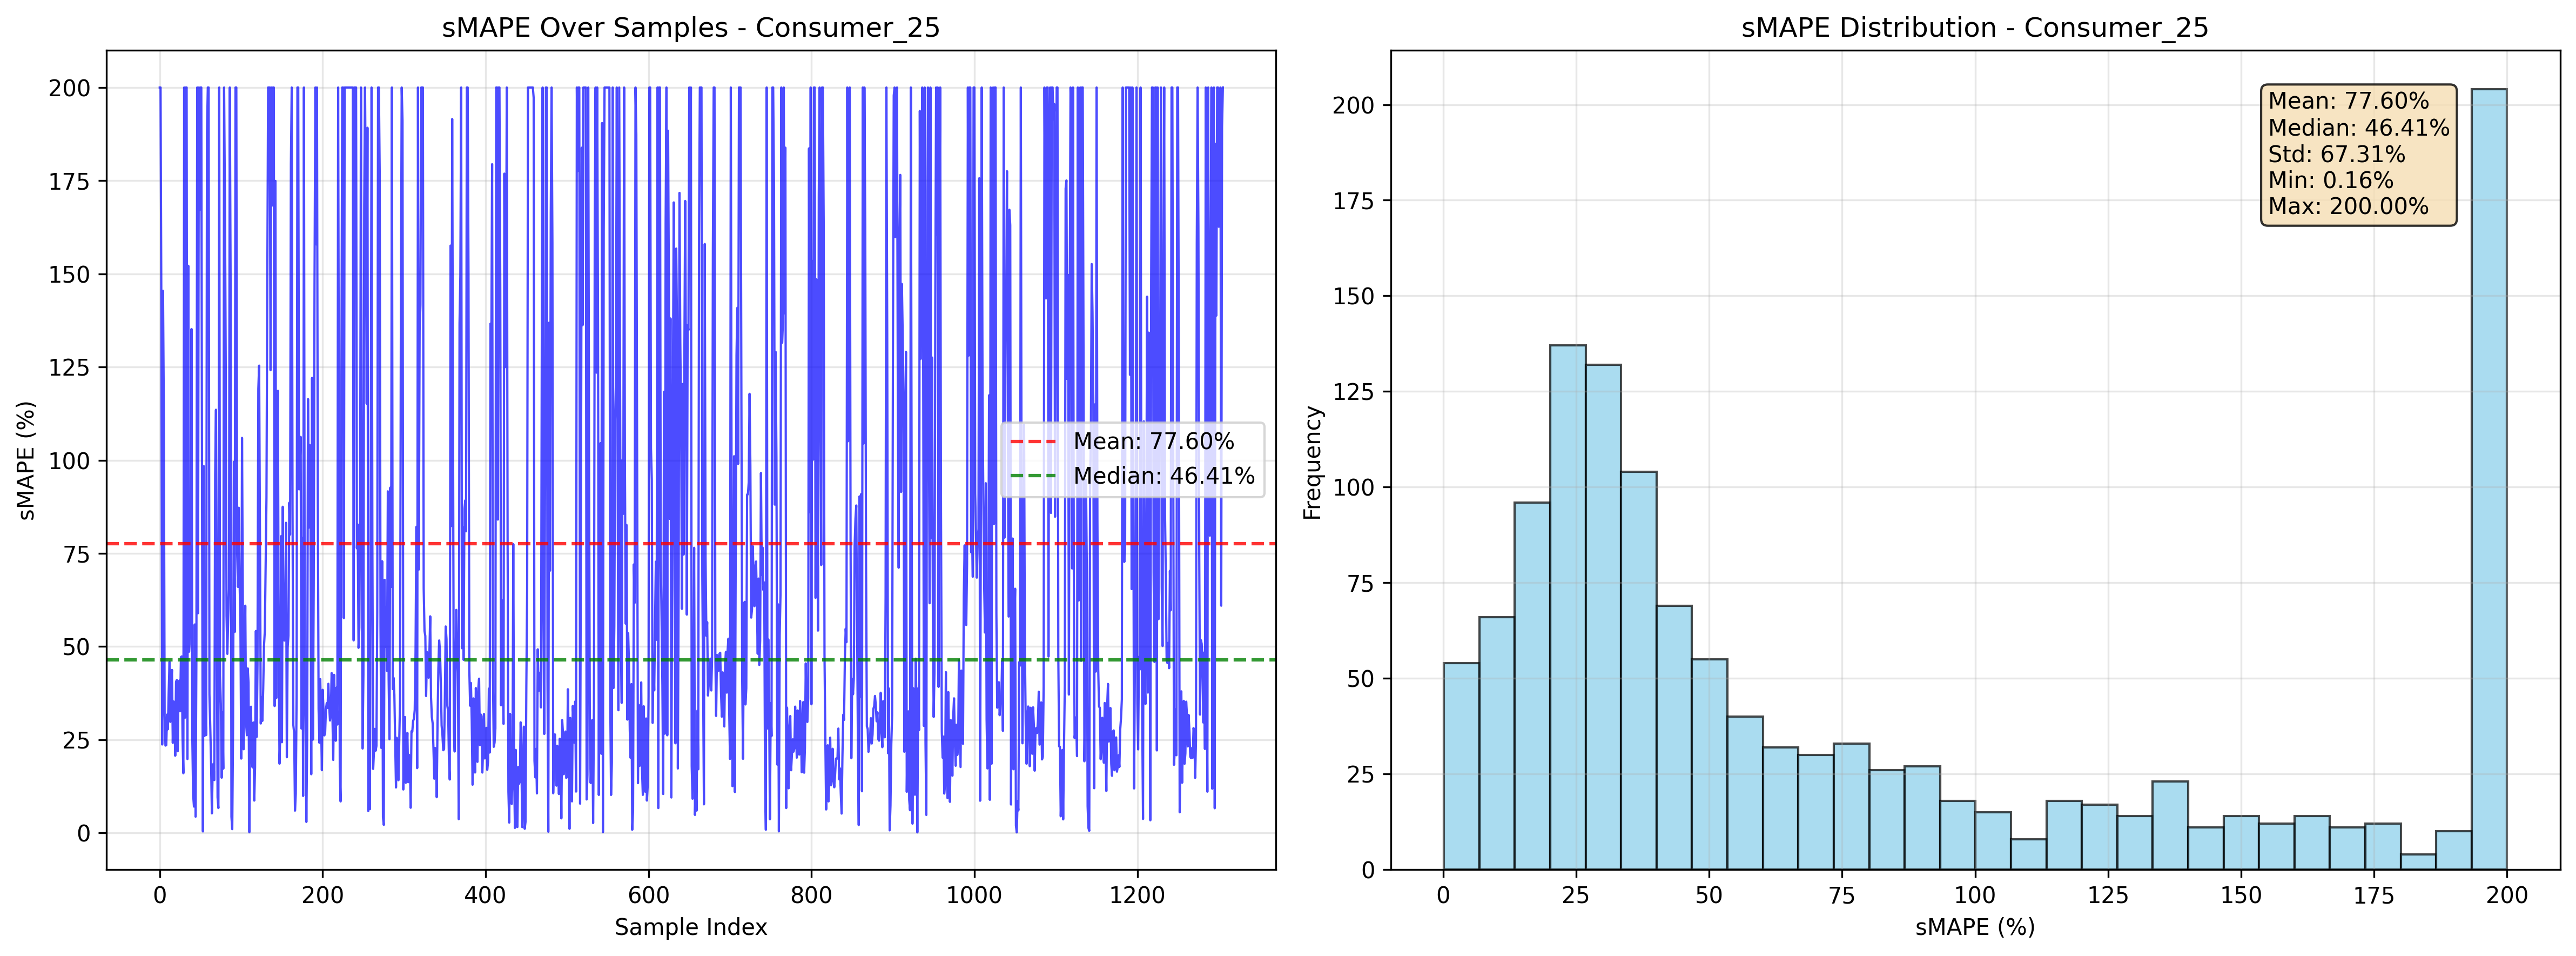 sMAPE Over Samples - Consumer_25
sMAPE (%)
200
175
150
125
100
75
50
25
0
Mean: 77.60%
Median: 46.41%
0 200 400 600 800 1000 1200
Sample Index
sMAPE Distribution - Consumer_25
Frequency
200
175
150
125
100
75
50
25
0
Mean: 77.60%
Median: 46.41%
Std: 67.31%
Min: 0.16%
Max: 200.00%
0 25 50 75 100 125 150 175 200
sMAPE (%)